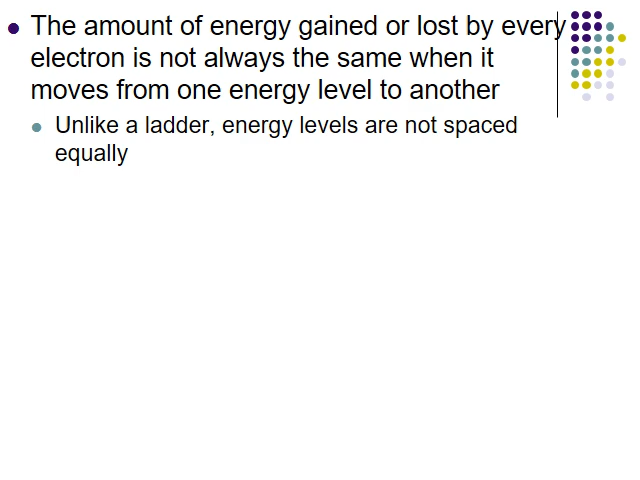 The amount of energy gained or lost by every
electron is not always the same when it
moves from one energy level to another
Unlike a ladder, energy levels are not spaced
equally